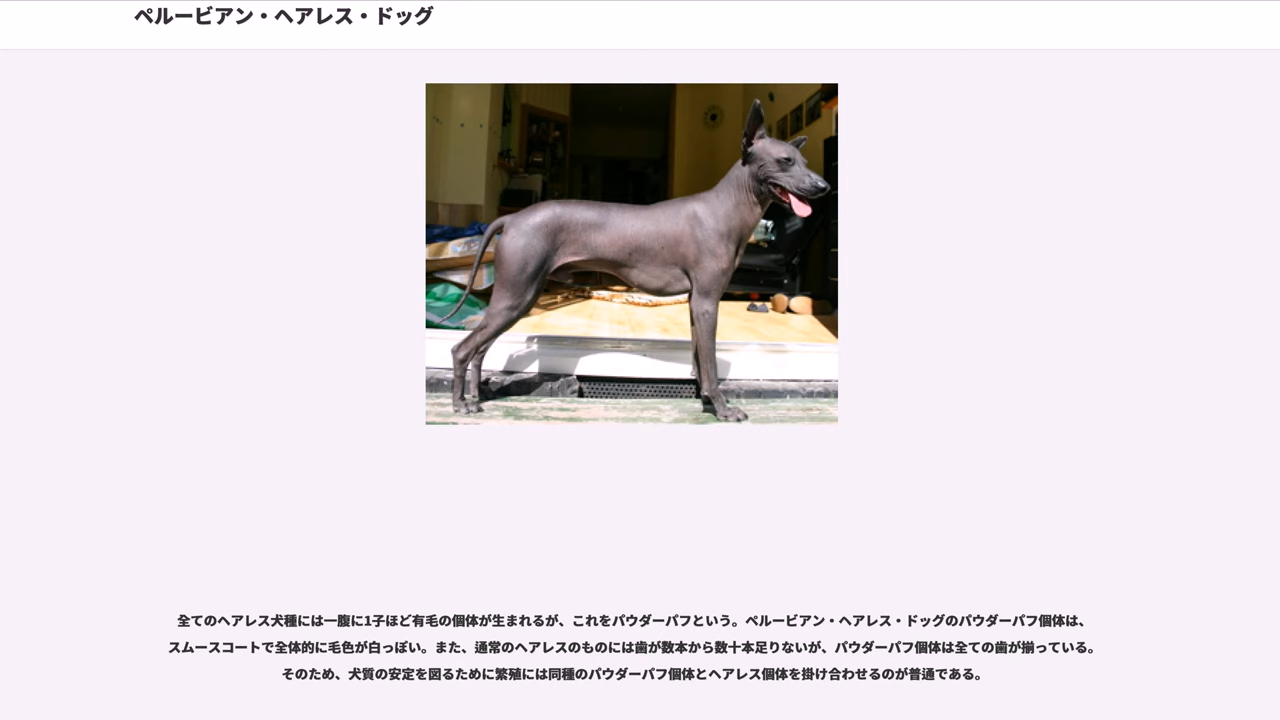 ペルービアン・ヘアレス・ドッグ
全てのヘアレス犬種には一腹に1子ほど有毛の個体が生まれるが、これをパウダーパフという。ペルービアン・ヘアレス・ドッグのパウダーパフ個体は、
スムースコートで全体的に毛色が白っぽい。また、通常のヘアレスのものには歯が数本から数十本足りないが、パウダーパフ個体は全ての歯が揃っている。
そのため、犬質の安定を図るために繁殖には同種のパウダーパフ個体とヘアレス個体を掛け合わせるのが普通である。